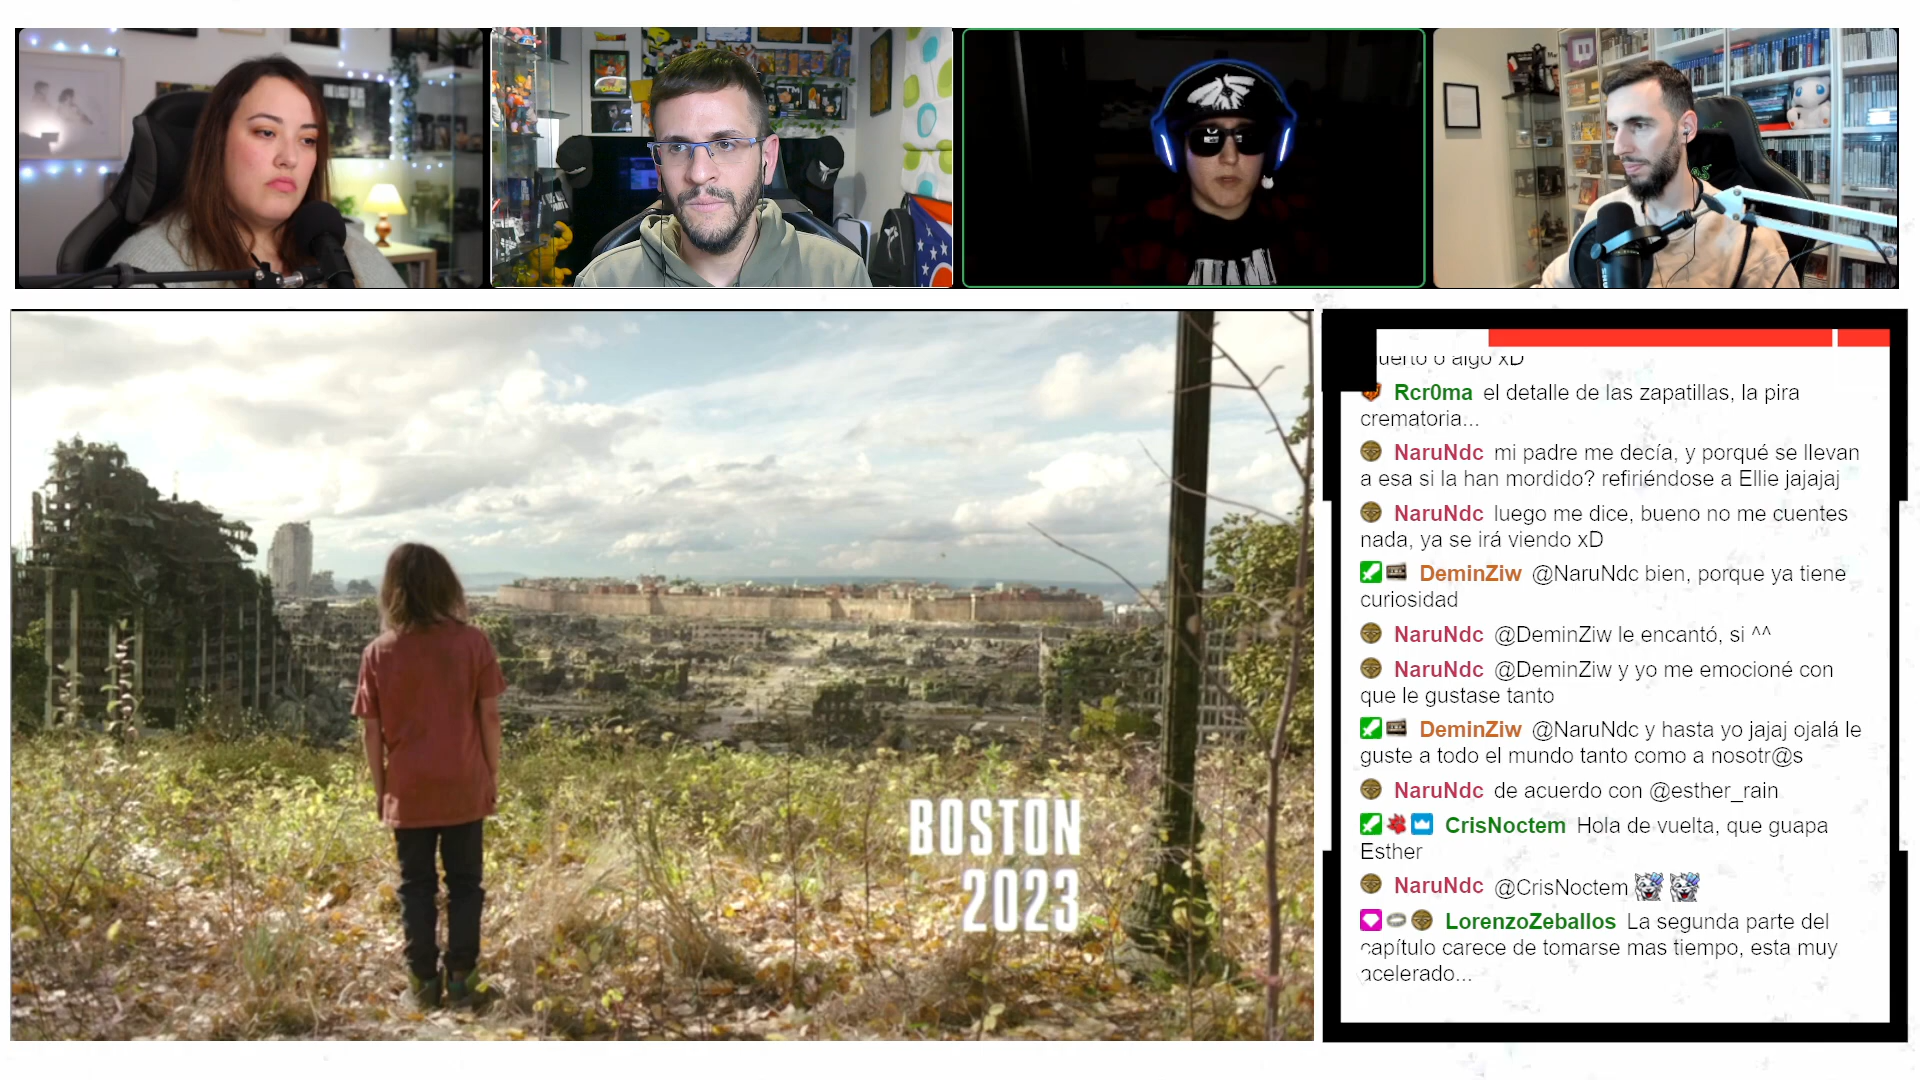 BOSTON
2023
o algo xD
Rcr0ma el detalle de las zapatillas, la pira
crematoria...
NaruNdc mi padre me decía, y porqué se llevan
a esa si la han mordido? refiriéndose a Ellie jajajaj
NaruNdc luego me dice, bueno no me cuentes
nada, ya se irá viendo xD
DeminZiw @NaruNdc bien, porque ya tiene
curiosidad
NaruNdc @DeminZiw le encantó, si ^^
NaruNdc @DeminZiw y yo me emocioné con
que le gustase tanto
DeminZiw @NaruNdc y hasta yo jajaj ojalá le
guste a todo el mundo tanto como a nosotr@s
NaruNdc de acuerdo con @esther_rain
CrisNoctem Hola de vuelta, que guapa
Esther
NaruNdc @CrisNoctem
LorenzoZeballos La segunda parte del
capítulo carece de tomarse mas tiempo, esta muy
acelerado...